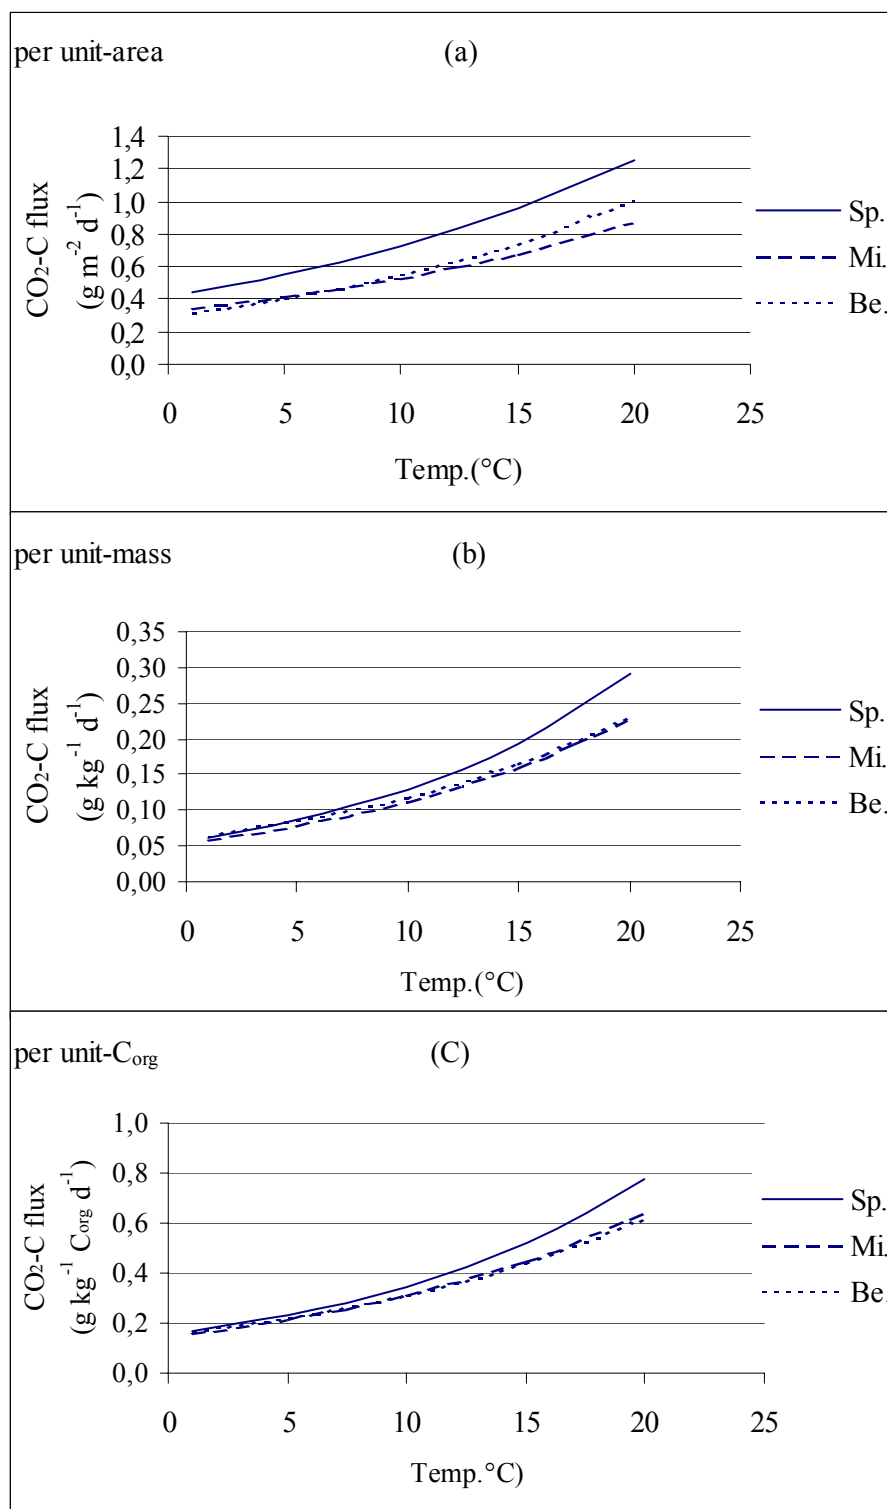 per unit-area (a)
CO₂-C flux
(g m⁻² d⁻¹)
1,4
1,2
1,0
0,8
0,6
0,4
0,2
0,0
0 5 10 15 20 25
Temp.(°C)
Sp.
Mi.
Be.
per unit-mass (b)
CO₂-C flux
(g kg⁻¹ d⁻¹)
0,35
0,30
0,25
0,20
0,15
0,10
0,05
0,00
0 5 10 15 20 25
Temp.(°C)
Sp.
Mi.
Be.
per unit-C_org (C)
CO₂-C flux
(g kg⁻¹ C_org d⁻¹)
1,0
0,8
0,6
0,4
0,2
0,0
0 5 10 15 20 25
Temp.°C)
Sp.
Mi.
Be.